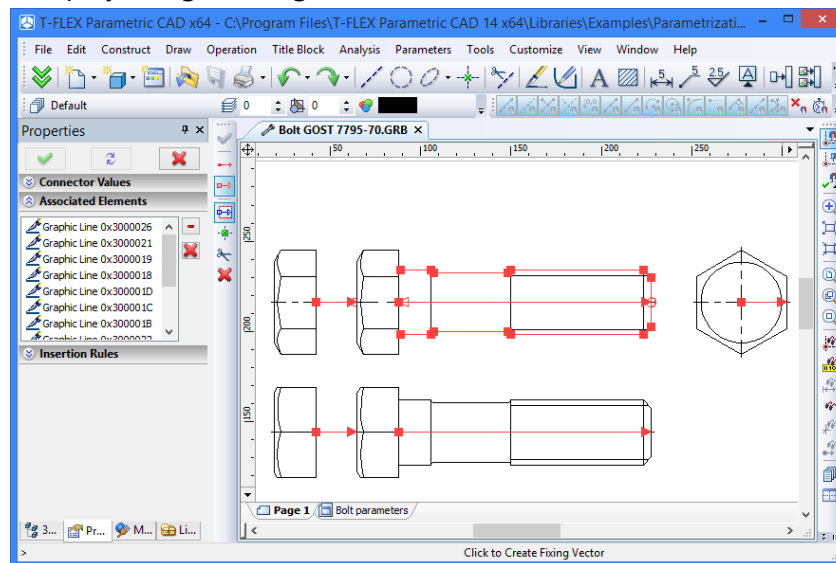 T-FLEX Parametric CAD x64 - C:\Program Files\T-FLEX Parametric CAD 14 x64\Libraries\Examples\Parametrizati...
File Edit Construct Draw Operation Title Block Analysis Parameters Tools Customize View Window Help
Default 0 0
Properties
Bolt GOST 7795-70.GRB
50 100 150 200 250
Connector Values
Associated Elements
Graphic Line 0x3000026
Graphic Line 0x3000021
Graphic Line 0x3000019
Graphic Line 0x3000018
Graphic Line 0x300001D
Graphic Line 0x300001C
Graphic Line 0x300001B
Insertion Rules
250
200
150
Page 1 Bolt parameters
3... Pr... M... Li...
> Click to Create Fixing Vector